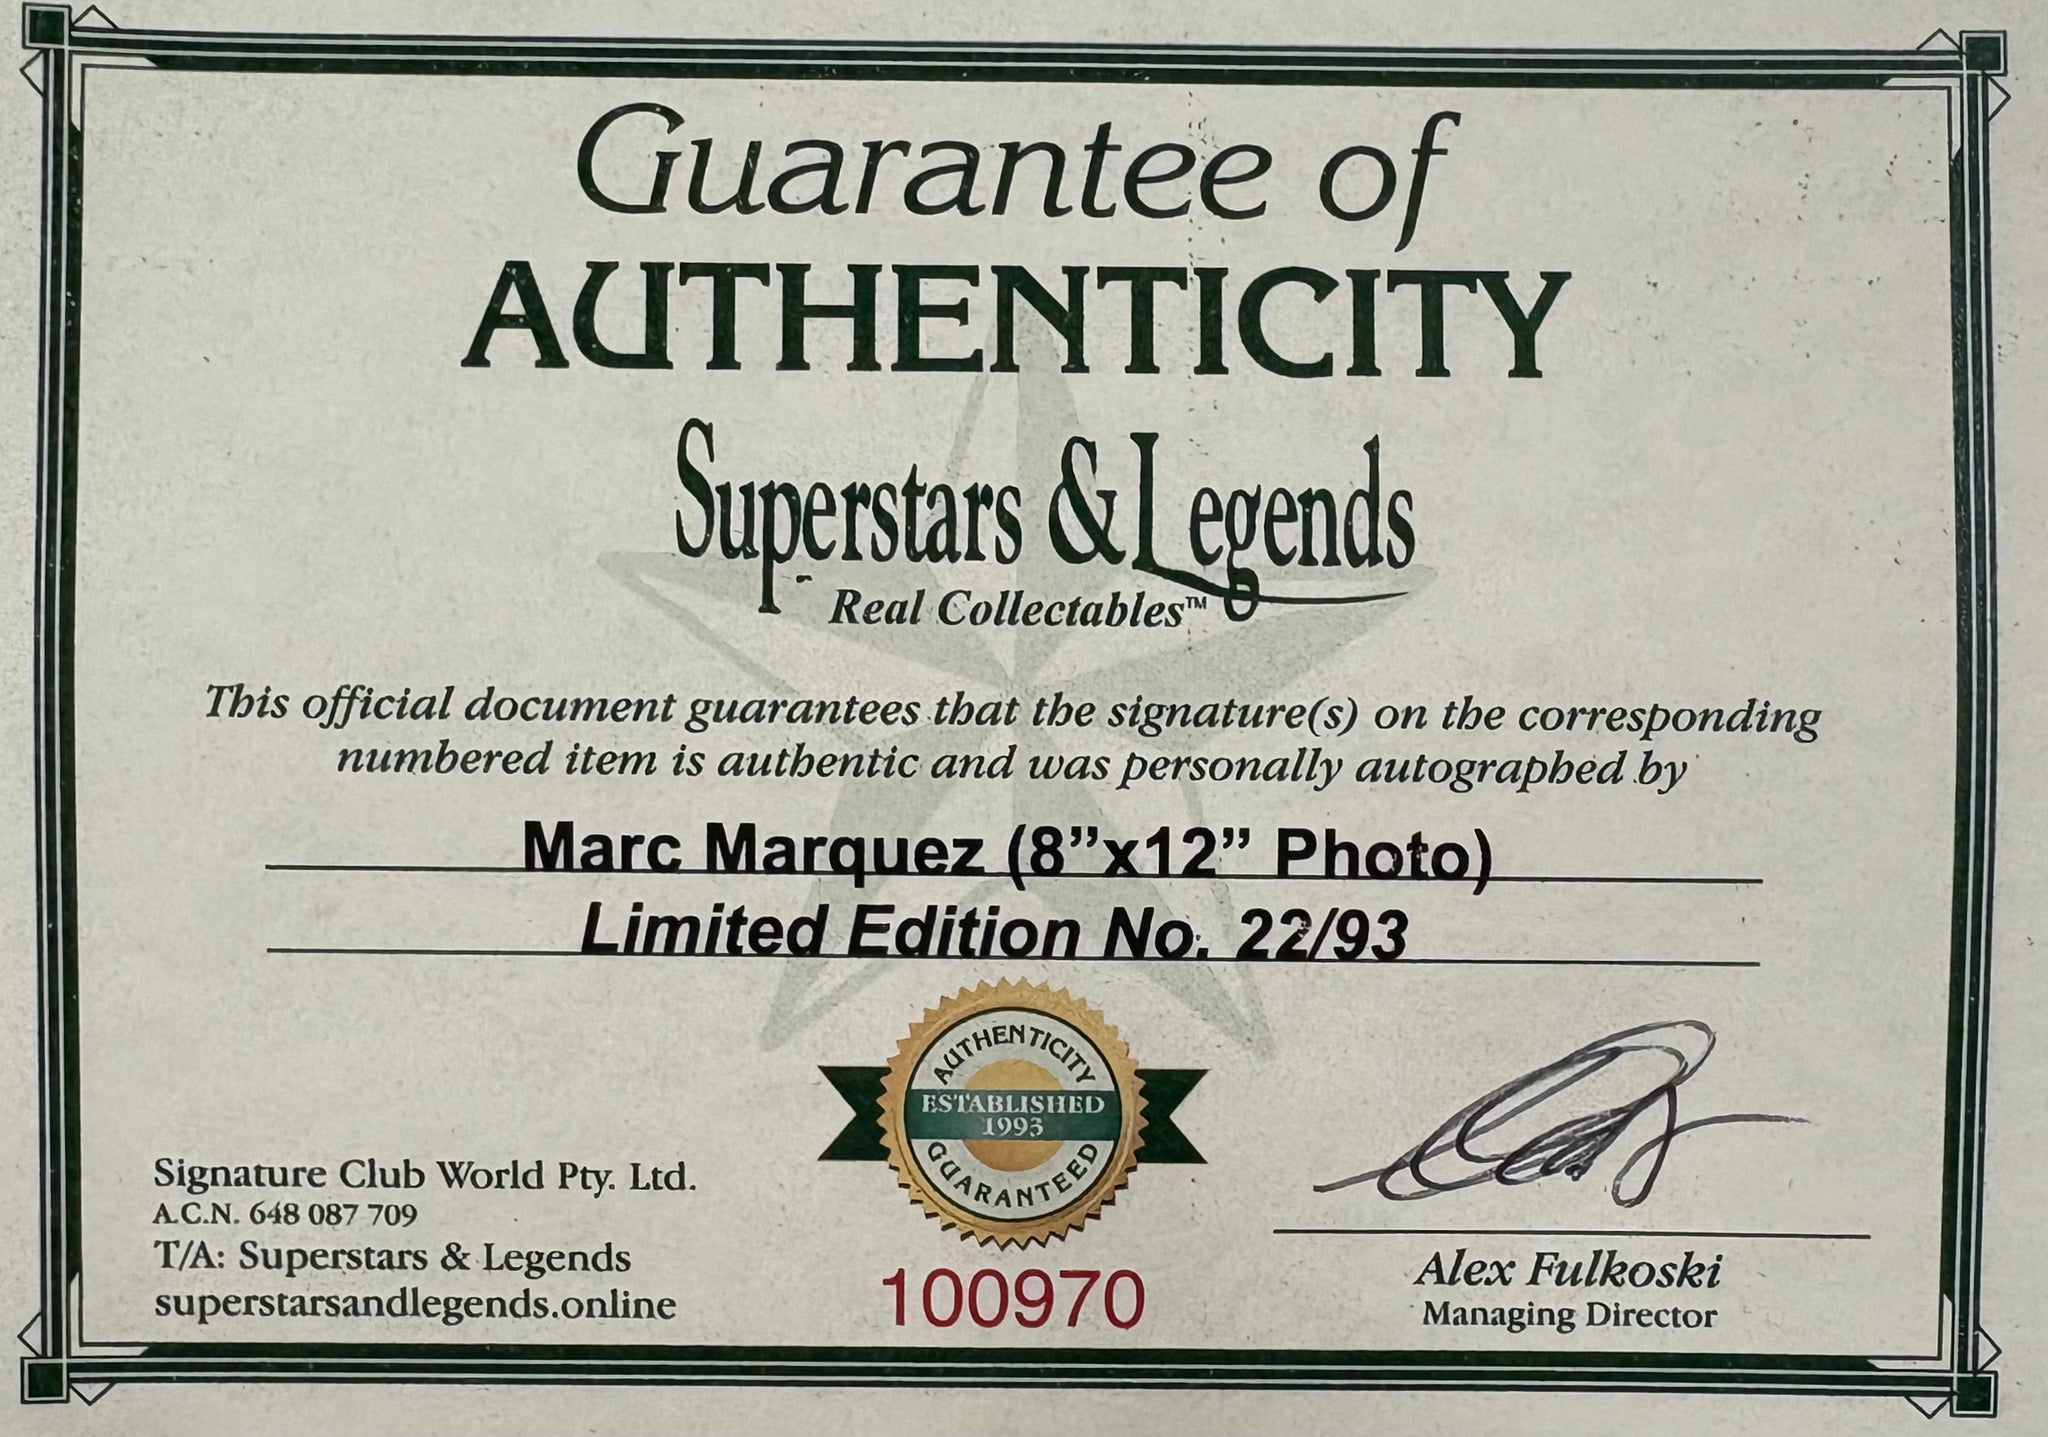 Guarantee of
AUTHENTICITY
Superstars & Legends
Real Collectables™
This official document guarantees that the signature(s) on the corresponding
numbered item is authentic and was personally autographed by
Marc Marquez (8”x12” Photo)
Limited Edition No. 22/93
AUTHENTICITY
ESTABLISHED
1993
GUARANTEED
100970
Signature Club World Pty. Ltd.
A.C.N. 648 087 709
T/A: Superstars & Legends
superstarsandlegends.online
Alex Fulkoski
Managing Director